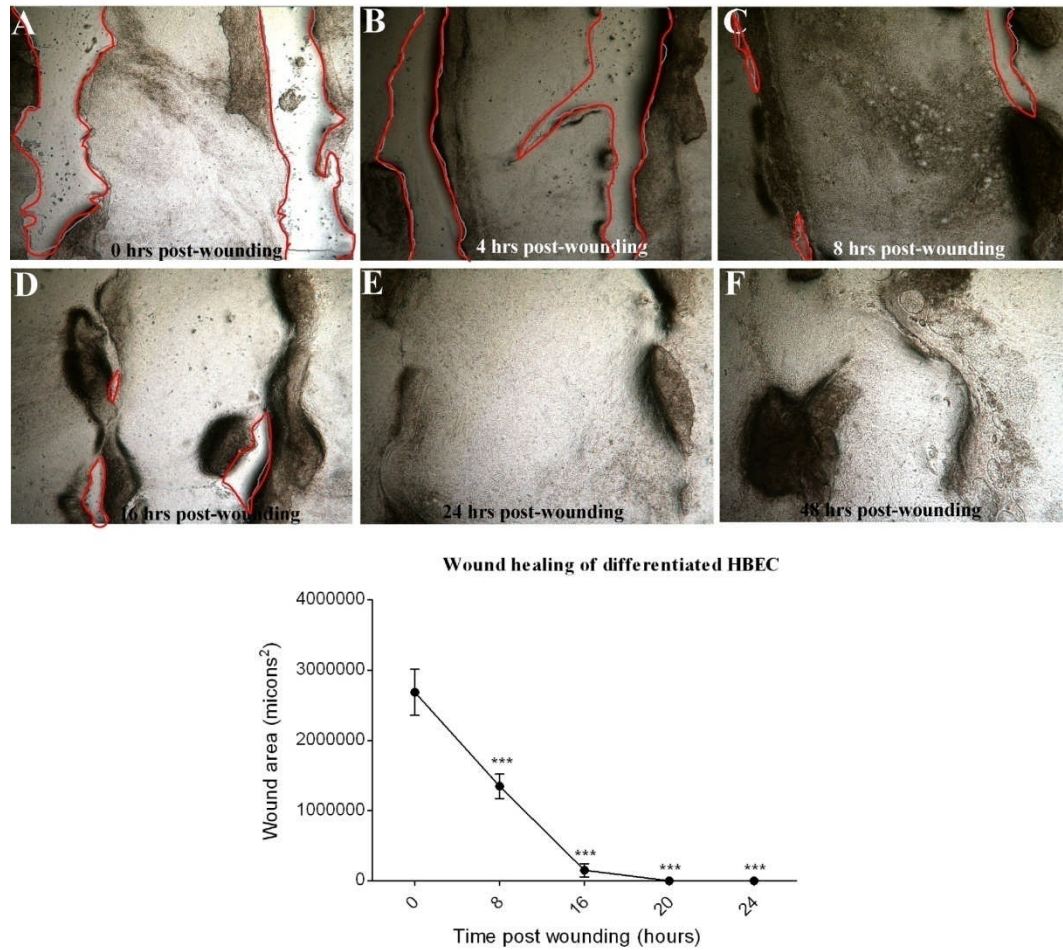 A
0 hrs post-wounding
B
4 hrs post-wounding
C
8 hrs post-wounding
D
16 hrs post-wounding
E
24 hrs post-wounding
F
48 hrs post-wounding
Wound healing of differentiated HBEC
4000000
3000000
2000000
1000000
0
Wound area (micons²)
***
***
***
***
0
8
16
20
24
Time post wounding (hours)